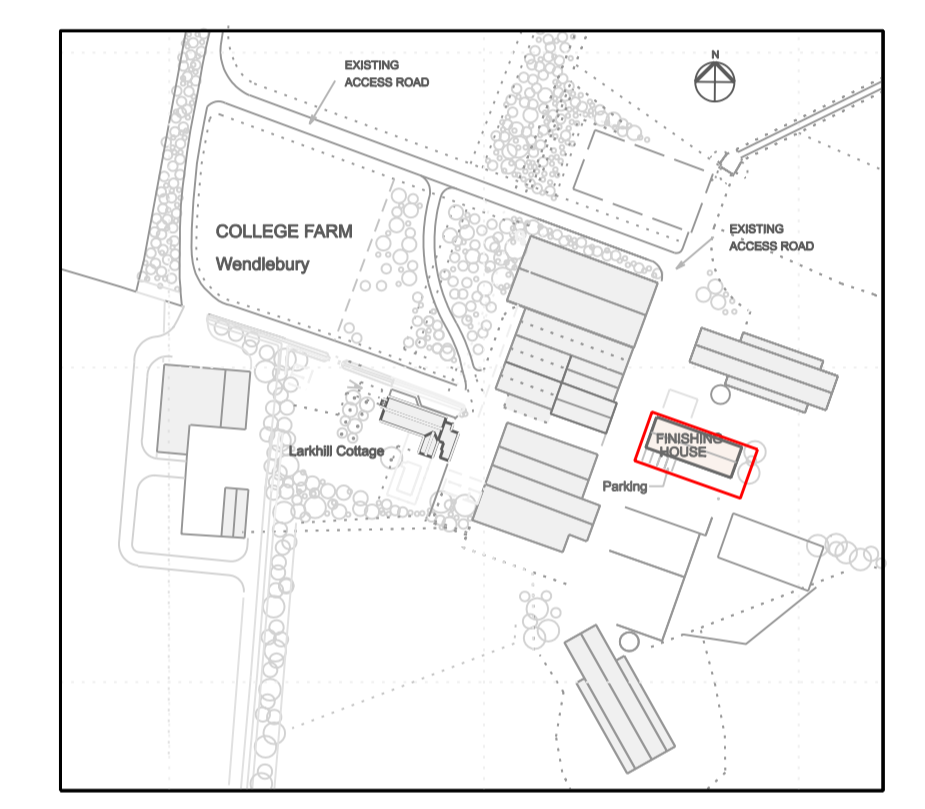 N
EXISTING
ACCESS ROAD
COLLEGE FARM
Wendlebury
EXISTING
ACCESS ROAD
FINISHING
HOUSE
Larkhill Cottage
Parking